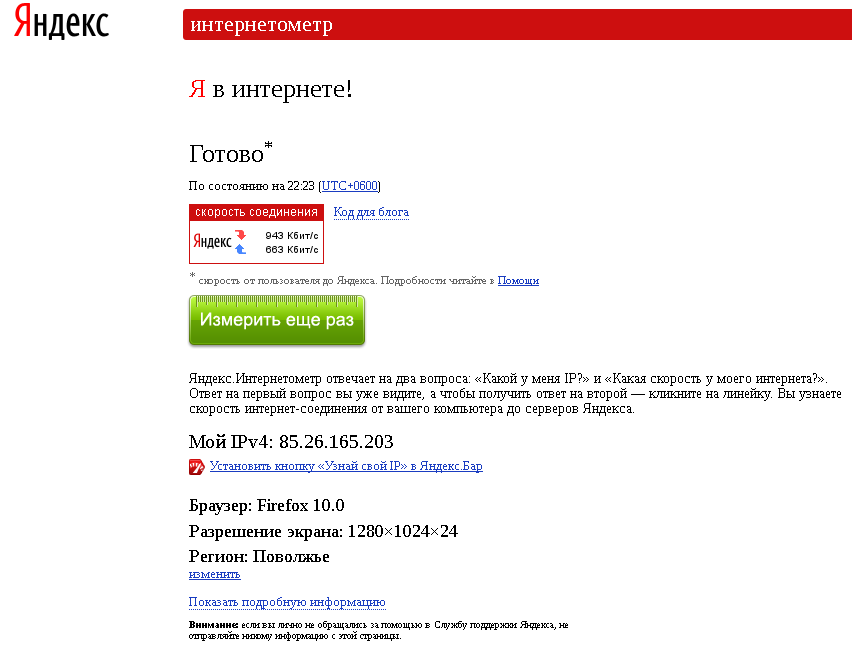 Яндекс
интернетометр
Я в интернете!
Готово*
По состоянию на 22:23 (UTC+0600)
скорость соединения
Код для блога
Яндекс
943 Кбит/с
663 Кбит/с
* скорость от пользователя до Яндекса. Подробности читайте в Помощи
Измерить еще раз
Яндекс.Интернетометр отвечает на два вопроса: «Какой у меня IP?» и «Какая скорость у моего интернета?».
Ответ на первый вопрос вы уже видите, а чтобы получить ответ на второй — кликните на линейку. Вы узнаете
скорость интернет-соединения от вашего компьютера до серверов Яндекса.
Мой IPv4: 85.26.165.203
Установить кнопку «Узнай свой IP» в Яндекс.Бар
Браузер: Firefox 10.0
Разрешение экрана: 1280×1024×24
Регион: Поволжье
изменить
Показать подробную информацию
Внимание: если вы лично не обращались за помощью в Службу поддержки Яндекса, не
отправляйте никому информацию с этой страницы.